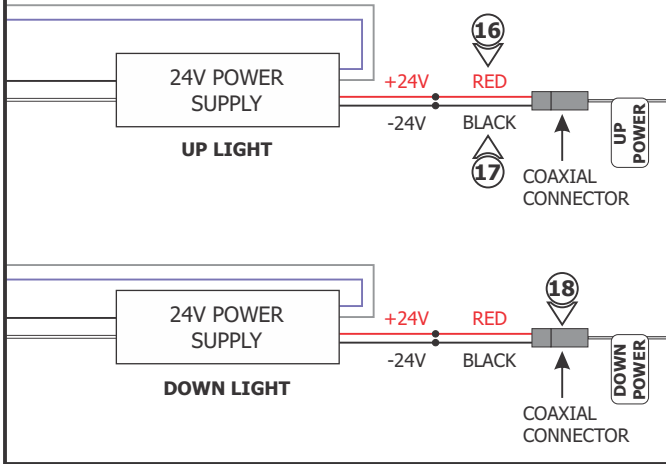 16
24V POWER
SUPPLY
+24V
RED
-24V
BLACK
UP LIGHT
17
COAXIAL
CONNECTOR
UP
POWER
18
24V POWER
SUPPLY
+24V
RED
-24V
BLACK
DOWN LIGHT
COAXIAL
CONNECTOR
DOWN
POWER